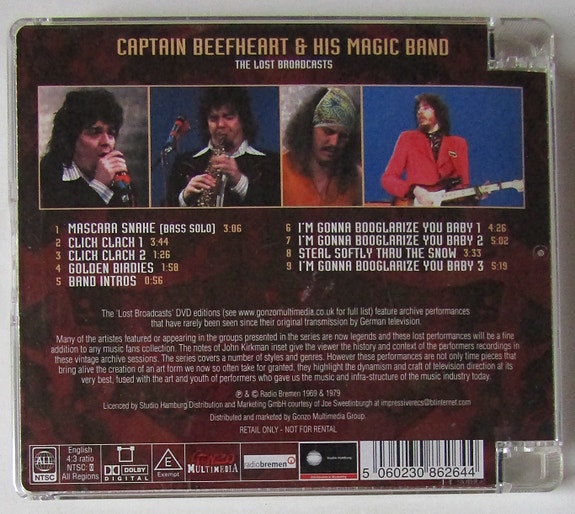 CAPTAIN BEEFHEART & HIS MAGIC BAND
THE LOST BROADCASTS
1 MASCARA SNAKE [BASS SOLO] 3:06
2 CLICK CLACH 1 3:44
3 CLICK CLACH 2 1:26
4 GOLDEN BIRDIES 1:58
5 BAND INTROS 0:56
6 I'M GONNA BOOGLARIZE YOU BABY 1 4:26
7 I'M GONNA BOOGLARIZE YOU BABY 2 5:02
8 STEAL SOFTLY THRU THE SNOW 3:33
9 I'M GONNA BOOGLARIZE YOU BABY 3 5:19
The 'Lost Broadcasts' DVD editions (see www.gonzomultimedia.co.uk for full list) feature archive performances
that have rarely been seen since their original transmission by German television.
Many of the artistes featured or appearing in the groups presented in the series are now legends and these lost performances will be a fine
addition to any music fans collection. The notes of John Kirkman inset give the viewer the history and context of the performers recordings in
these vintage archive sessions. The series covers a number of styles and genres. However these performances are not only time pieces that
bring alive the creation of an art form we now so often take for granted, they highlight the dynamism and craft of television direction at its
very best, fused with the art and youth of performers who gave us the music and infra-structure of the music industry today.
℗ & © Radio Bremen 1969 & 1979
Licenced by Studio Hamburg Distribution and Marketing GmbH courtesy of Joe Sweetinburgh at impressiverecs@btinternet.com
Distributed and marketed by Gonzo Multimedia Group.
RETAIL ONLY - NOT FOR RENTAL
ALL
NTSC
English
4:3 ratio
NTSC:
All Regions
DOLBY
DIGITAL
E
Exempt
GONZO
MULTIMEDIA
radiobremen
Studio Hamburg
5 060230 862644